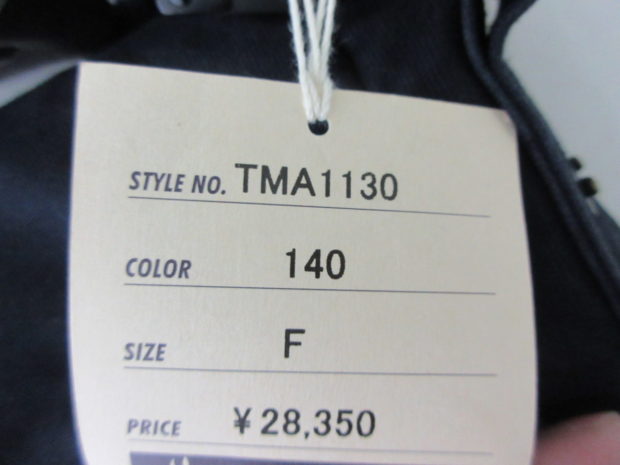 STYLE NO. TMA1130
COLOR 140
SIZE F
PRICE ¥28,350